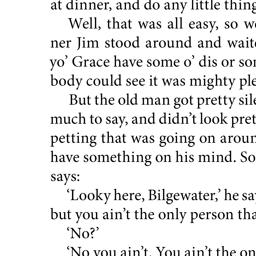 at dinner, and do any little thing
Well, that was all easy, so w
ner Jim stood around and wait
yo’ Grace have some o’ dis or so
body could see it was mighty ple
But the old man got pretty sil
much to say, and didn’t look pret
petting that was going on aroun
have something on his mind. So
says:
‘Looky here, Bilgewater,’ he sa
but you ain’t the only person tha
‘No?’
‘No you ain’t. You ain’t the on